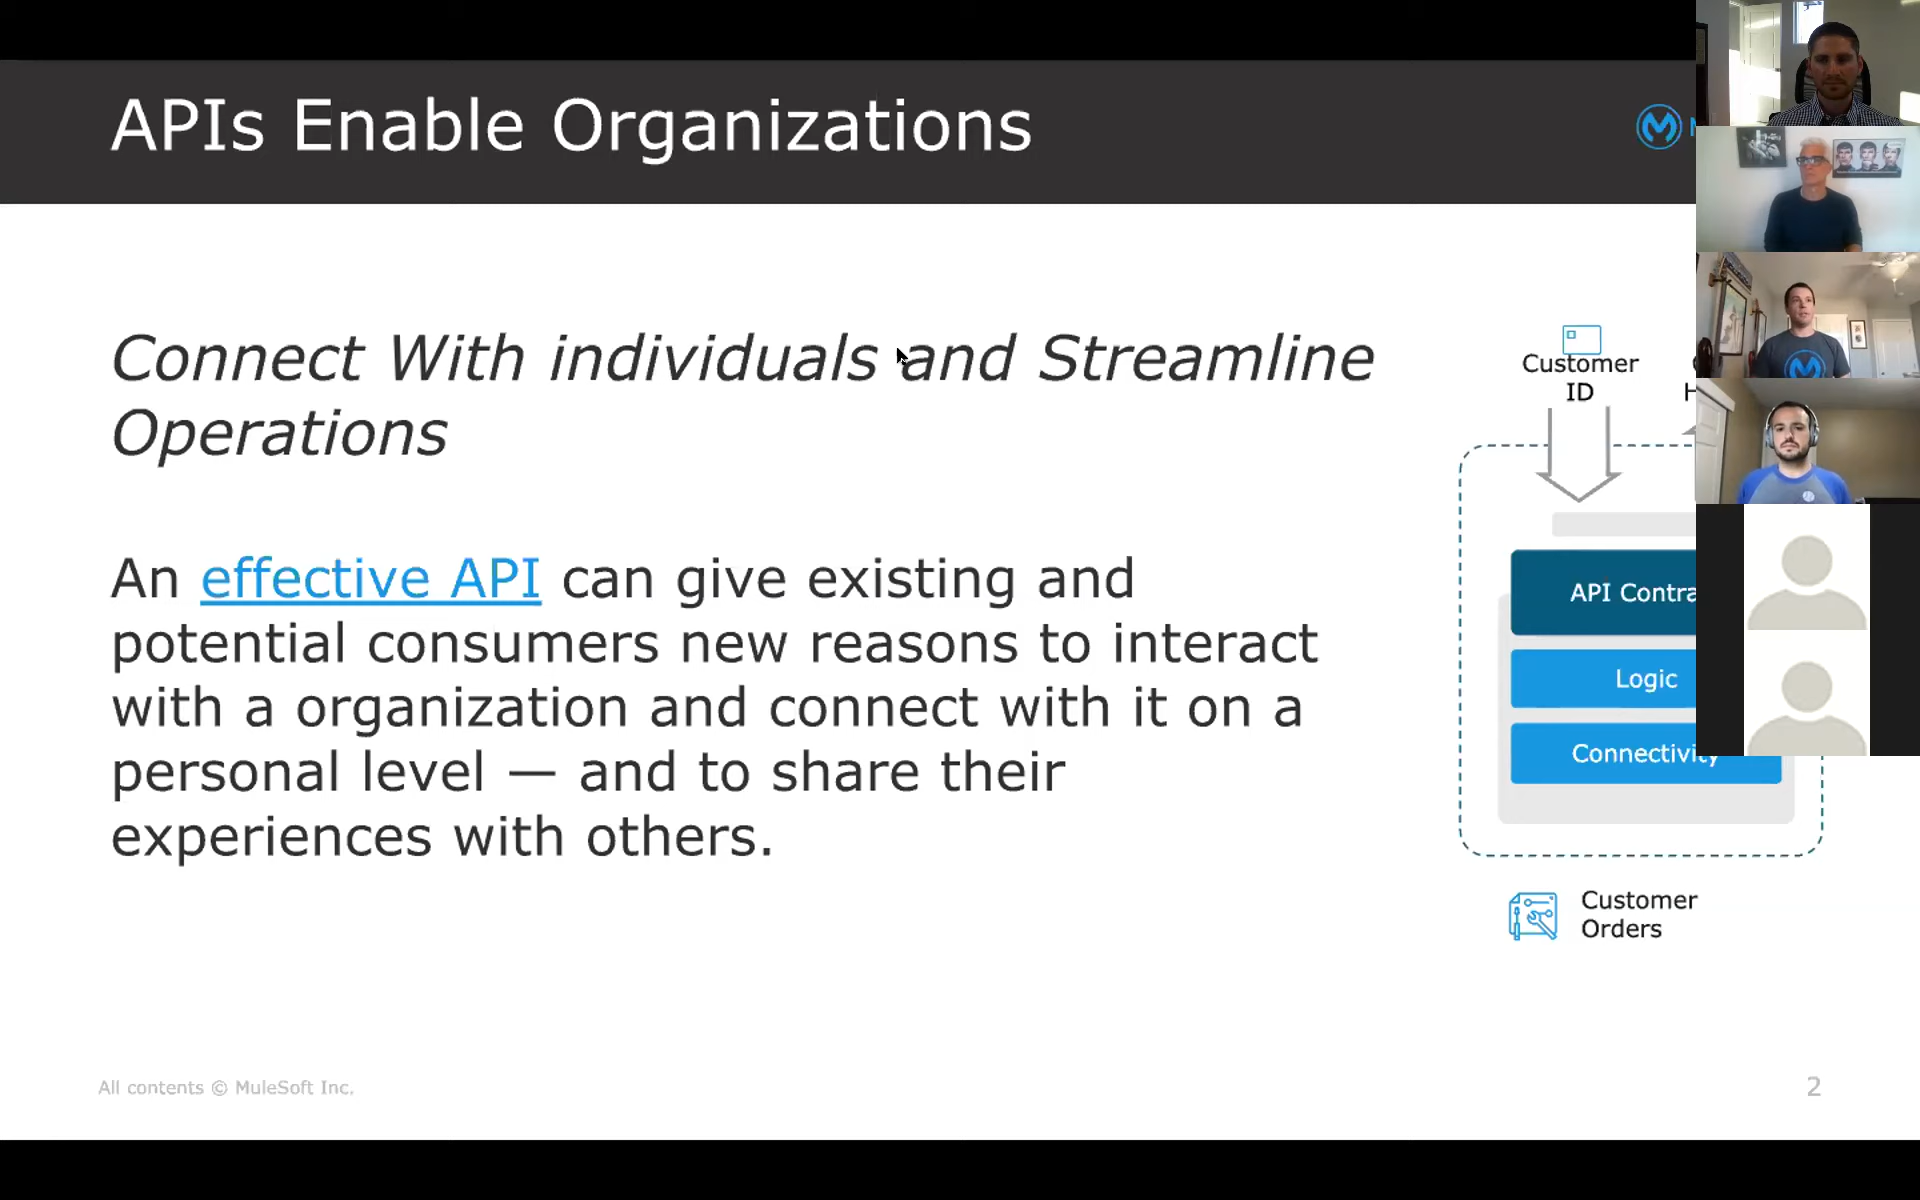 APIs Enable Organizations
Connect With individuals and Streamline
Operations
An effective API can give existing and
potential consumers new reasons to interact
with a organization and connect with it on a
personal level — and to share their
experiences with others.
Customer
ID
API Contra
Logic
Connectivity
Customer
Orders
All contents © MuleSoft Inc.
2